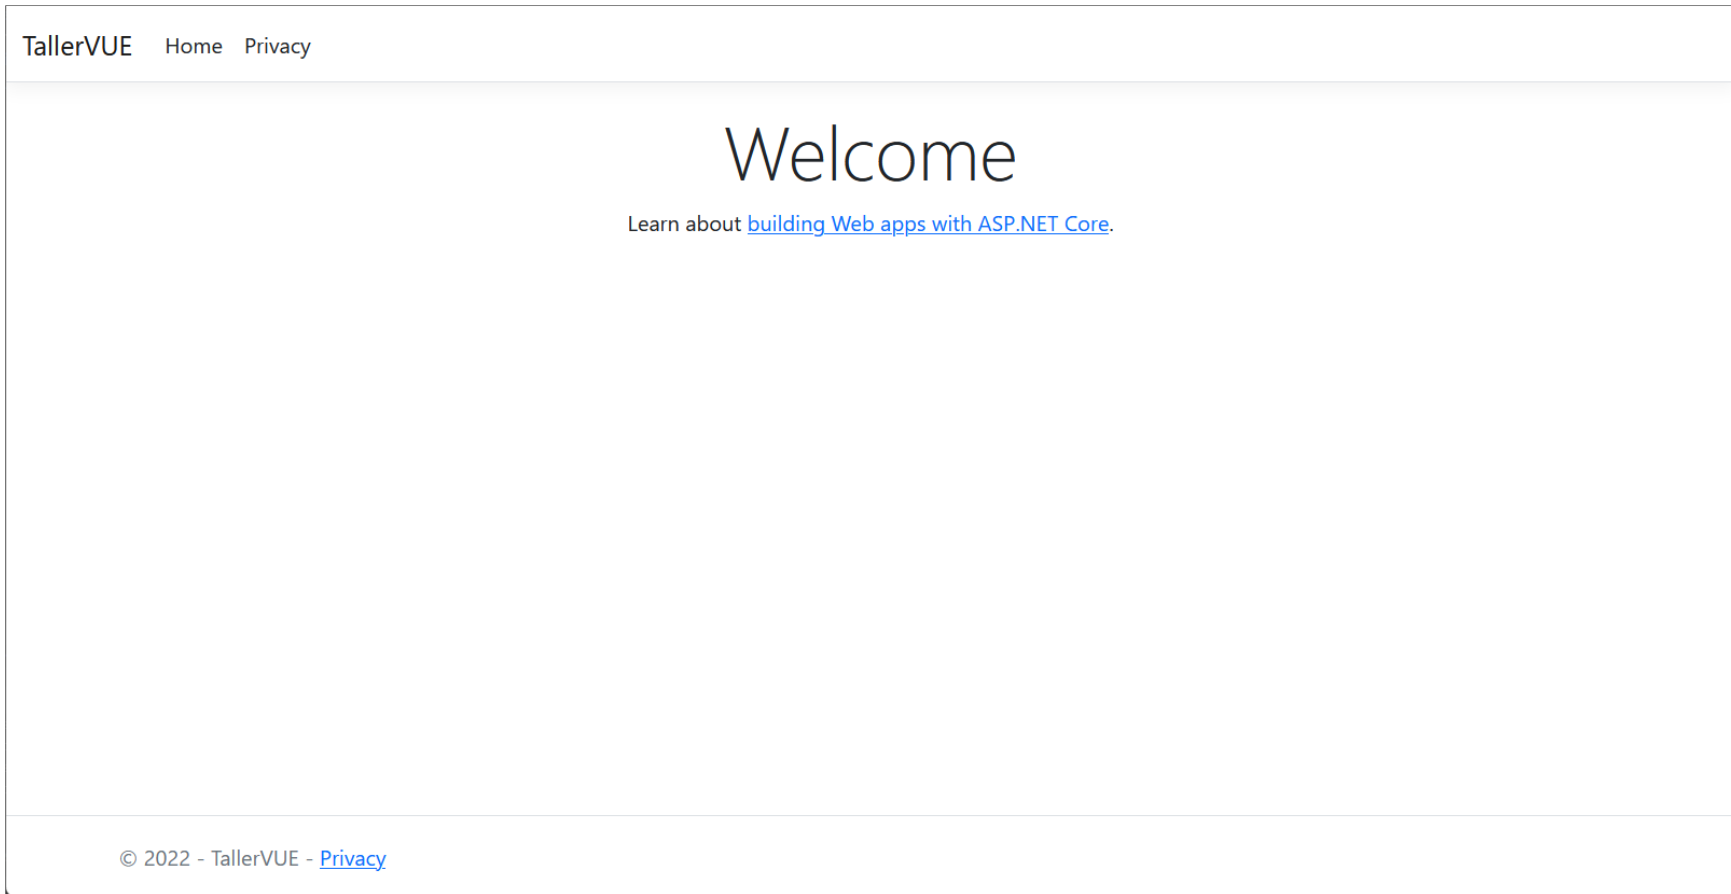 TallerVUE Home Privacy
Welcome
Learn about building Web apps with ASP.NET Core.
© 2022 - TallerVUE - Privacy